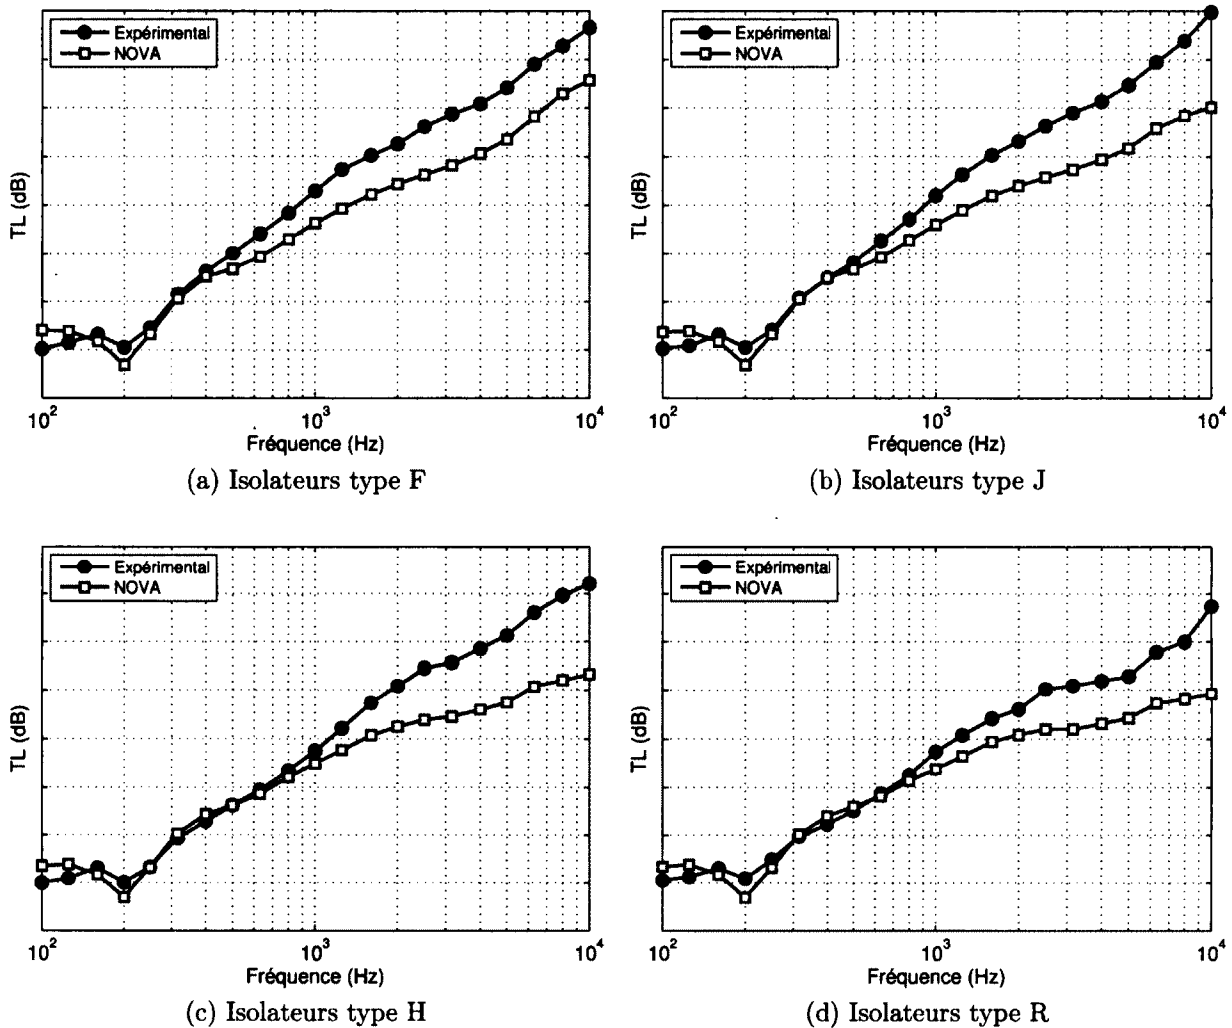 Expérimental
NOVA
TL (dB)
10² 10³ 10⁴
Fréquence (Hz)
(a) Isolateurs type F
Expérimental
NOVA
TL (dB)
10² 10³ 10⁴
Fréquence (Hz)
(b) Isolateurs type J
Expérimental
NOVA
TL (dB)
10² 10³ 10⁴
Fréquence (Hz)
(c) Isolateurs type H
Expérimental
NOVA
TL (dB)
10² 10³ 10⁴
Fréquence (Hz)
(d) Isolateurs type R